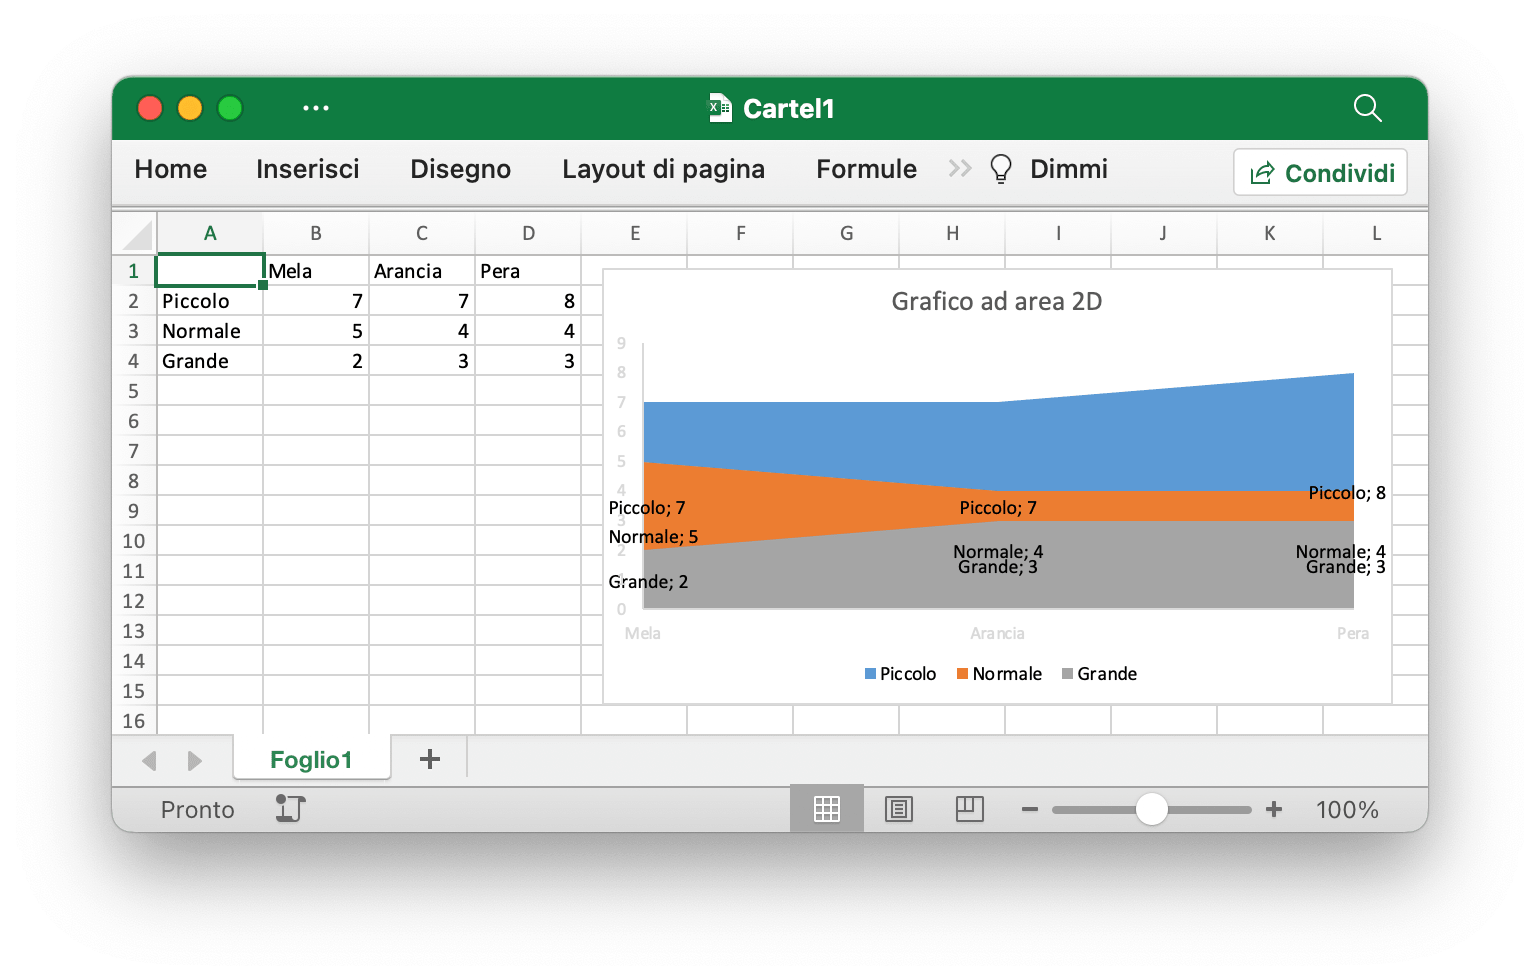 Cartel1
Home Inserisci Disegno Layout di pagina Formule Dimmi Condividi
A B C D E F G H I J K L
1 Mela Arancia Pera
2 Piccolo 7 7 8
3 Normale 5 4 4
4 Grande 2 3 3
5
6
7
8
9
10
11
12
13
14
15
16
Grafico ad area 2D
9
8
7
6
5
4
3
2
0
Piccolo; 7 Piccolo; 7 Piccolo; 8
Normale; 5 Normale; 4 Normale; 4
Grande; 2 Grande; 3 Grande; 3
Mela Arancia Pera
Piccolo Normale Grande
Foglio1
Pronto 100%